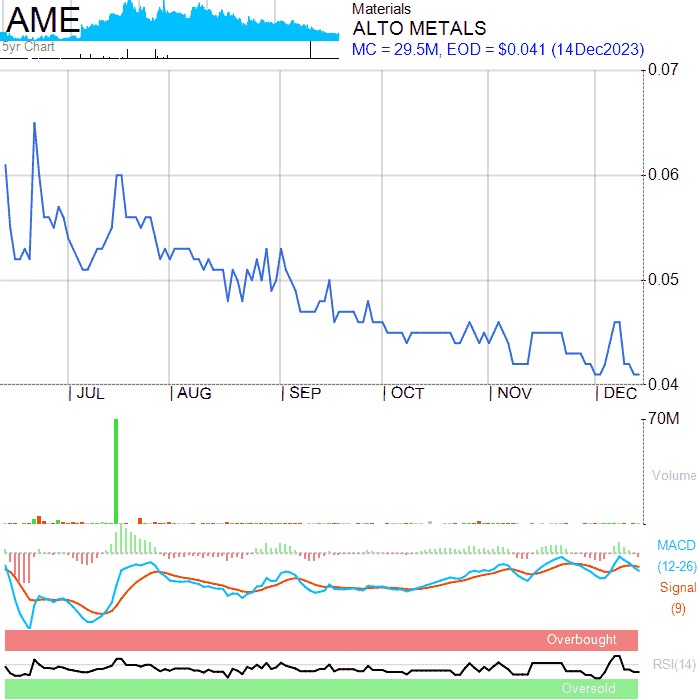 AME
5yr Chart
Materials
ALTO METALS
MC = 29.5M, EOD = $0.041 (14Dec2023)
0.07
0.06
0.05
0.04
JUL AUG SEP OCT NOV DEC
70M
Volume
MACD
(12-26)
Signal
(9)
Overbought
RSI(14)
Oversold